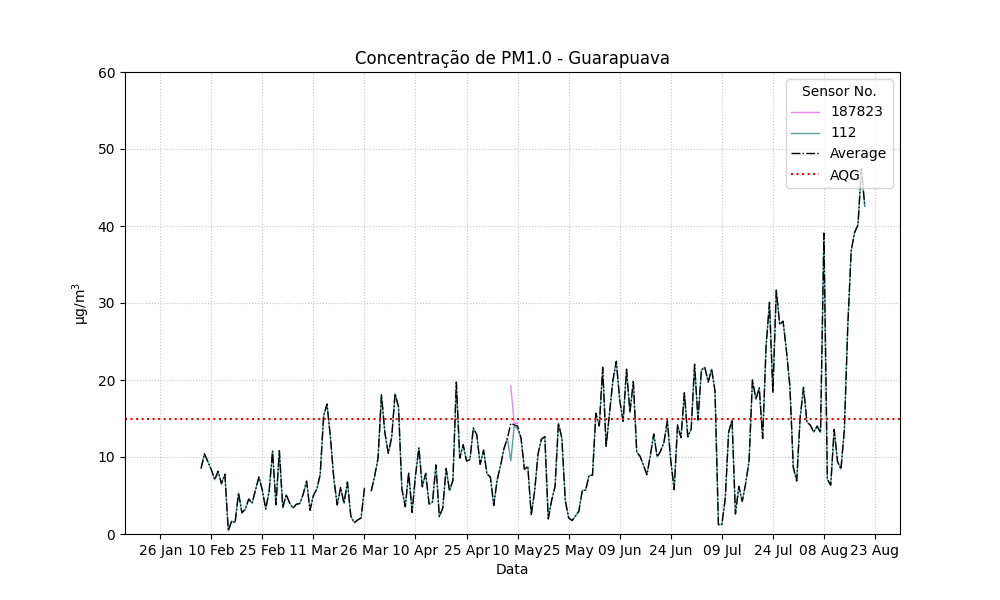 Concentração de PM1.0 - Guarapuava
Sensor No.
187823
112
Average
AQG
60
50
40
30
20
10
0
µg/m³
26 Jan 10 Feb 25 Feb 11 Mar 26 Mar 10 Apr 25 Apr 10 May 25 May 09 Jun 24 Jun 09 Jul 24 Jul 08 Aug 23 Aug
Data